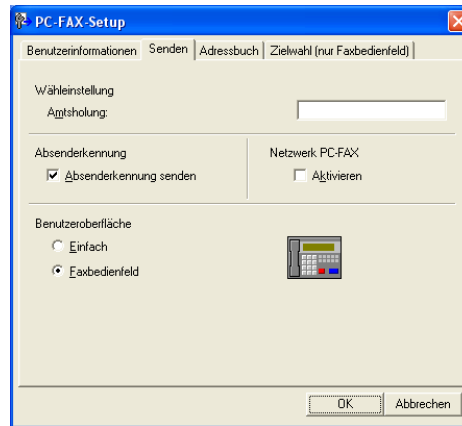 PC-FAX-Setup
Benutzerinformationen Senden Adressbuch Zielwahl (nur Faxbedienfeld)
Wähleinstellung
Amtsholung:
Absenderkennung Netzwerk PC-FAX
Absenderkennung senden Aktivieren
Benutzeroberfläche
Einfach
Faxbedienfeld
OK Abbrechen